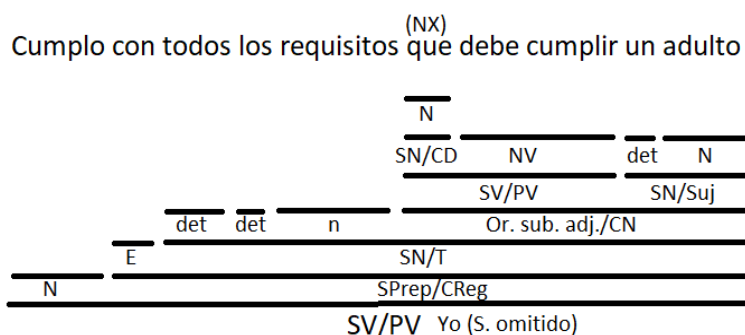 (NX)
Cumplo con todos los requisitos que debe cumplir un adulto
N
SN/CD NV det N
SV/PV SN/Suj
det det n Or. sub. adj./CN
E SN/T
N SPrep/CReg
SV/PV Yo (S. omitido)